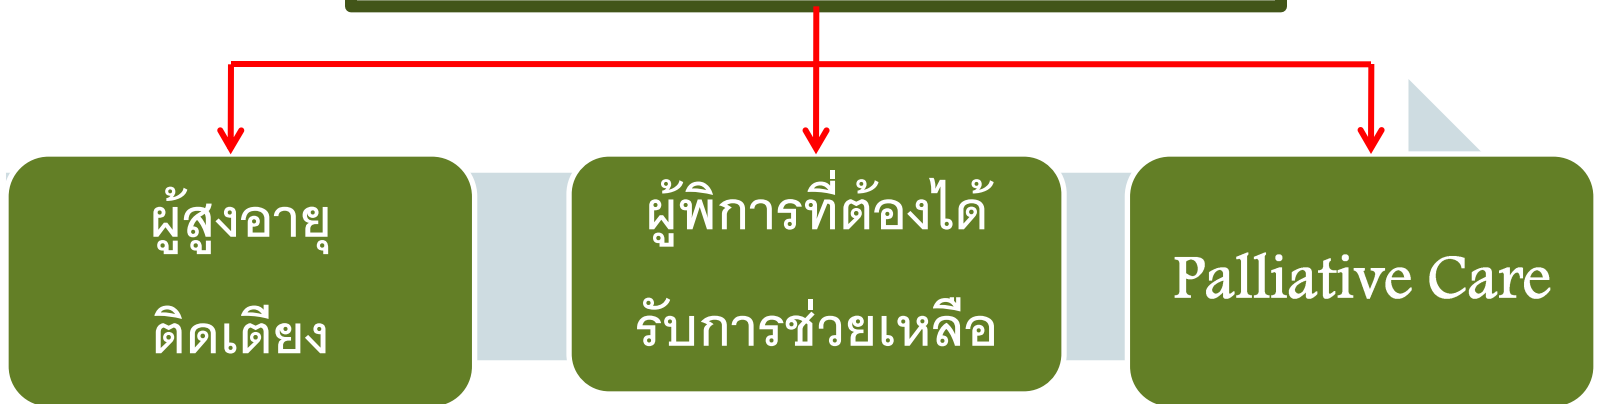 ผู้สูงอายุ
ติดเตียง
ผู้พิการที่ต้องได้
รับการช่วยเหลือ
Palliative Care